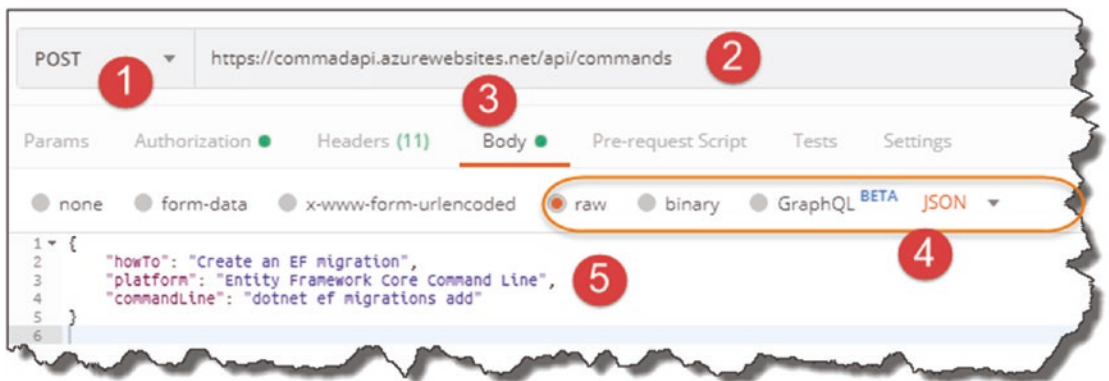 POST https://commadapi.azurewebsites.net/api/commands 2
1
3
Params Authorization Headers (11) Body Pre-request Script Tests Settings
none form-data x-www-form-urlencoded raw binary GraphQL BETA JSON
4
1 {
2 "howTo": "Create an EF migration",
3 "platform": "Entity Framework Core Command Line", 5
4 "commandLine": "dotnet ef migrations add"
5 }
6